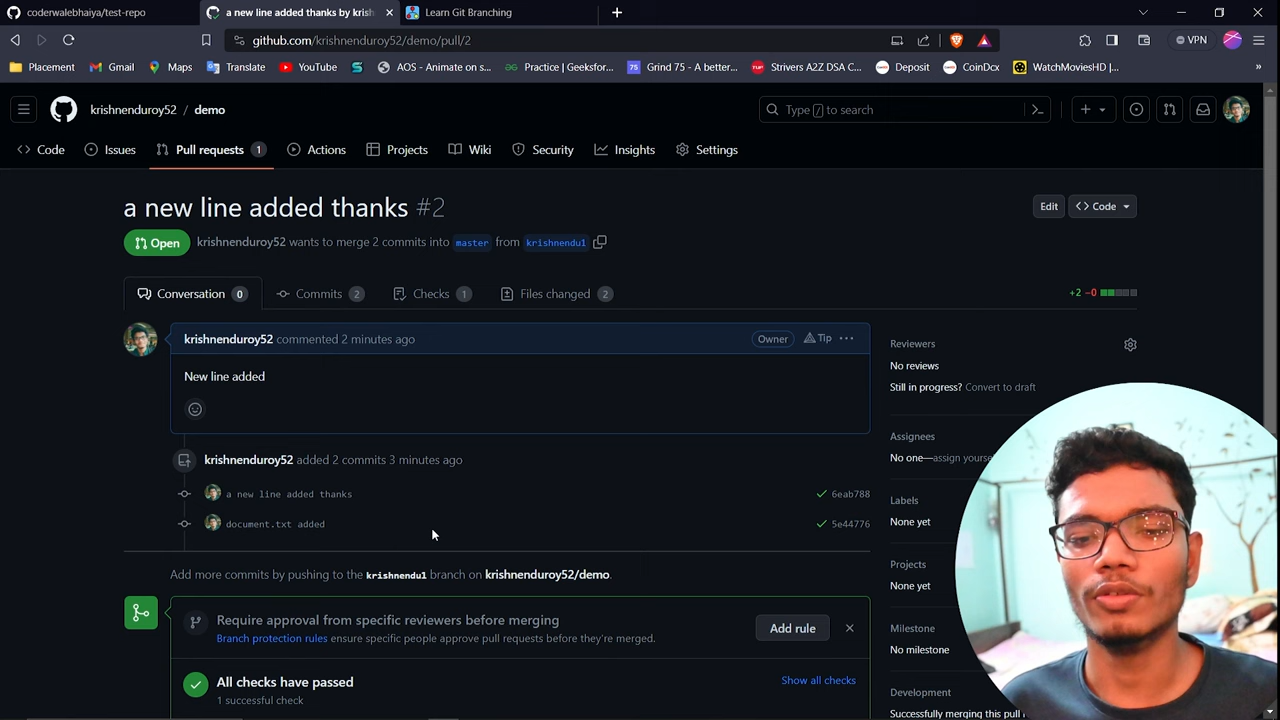 coderwalebhaiya/test-repo
a new line added thanks by krish
Learn Git Branching
github.com/krishnenduroy52/demo/pull/2
VPN
Placement
Gmail
Maps
Translate
YouTube
AOS - Animate on s...
Practice | Geeksfor...
Grind 75 - A bette...
Strivers A2Z DSA C...
Deposit
CoinDcx
WatchMoviesHD |...
krishnenduroy52 / demo
Type / to search
Code
Issues
Pull requests 1
Actions
Projects
Wiki
Security
Insights
Settings
a new line added thanks #2
Edit
<> Code
Open
krishnenduroy52 wants to merge 2 commits into master from krishnendu1
Conversation 0
Commits 2
Checks 1
Files changed 2
+2 −0
krishnenduroy52 commented 2 minutes ago
Owner
Tip
New line added
krishnenduroy52 added 2 commits 3 minutes ago
a new line added thanks
6eab788
document.txt added
5e44776
Add more commits by pushing to the krishnendu1 branch on krishnenduroy52/demo.
Require approval from specific reviewers before merging
Branch protection rules ensure specific people approve pull requests before they're merged.
Add rule
All checks have passed
1 successful check
Show all checks
Reviewers
No reviews
Still in progress? Convert to draft
Assignees
No one—assign yourse
Labels
None yet
Projects
None yet
Milestone
No milestone
Development
Successfully merging this pull r